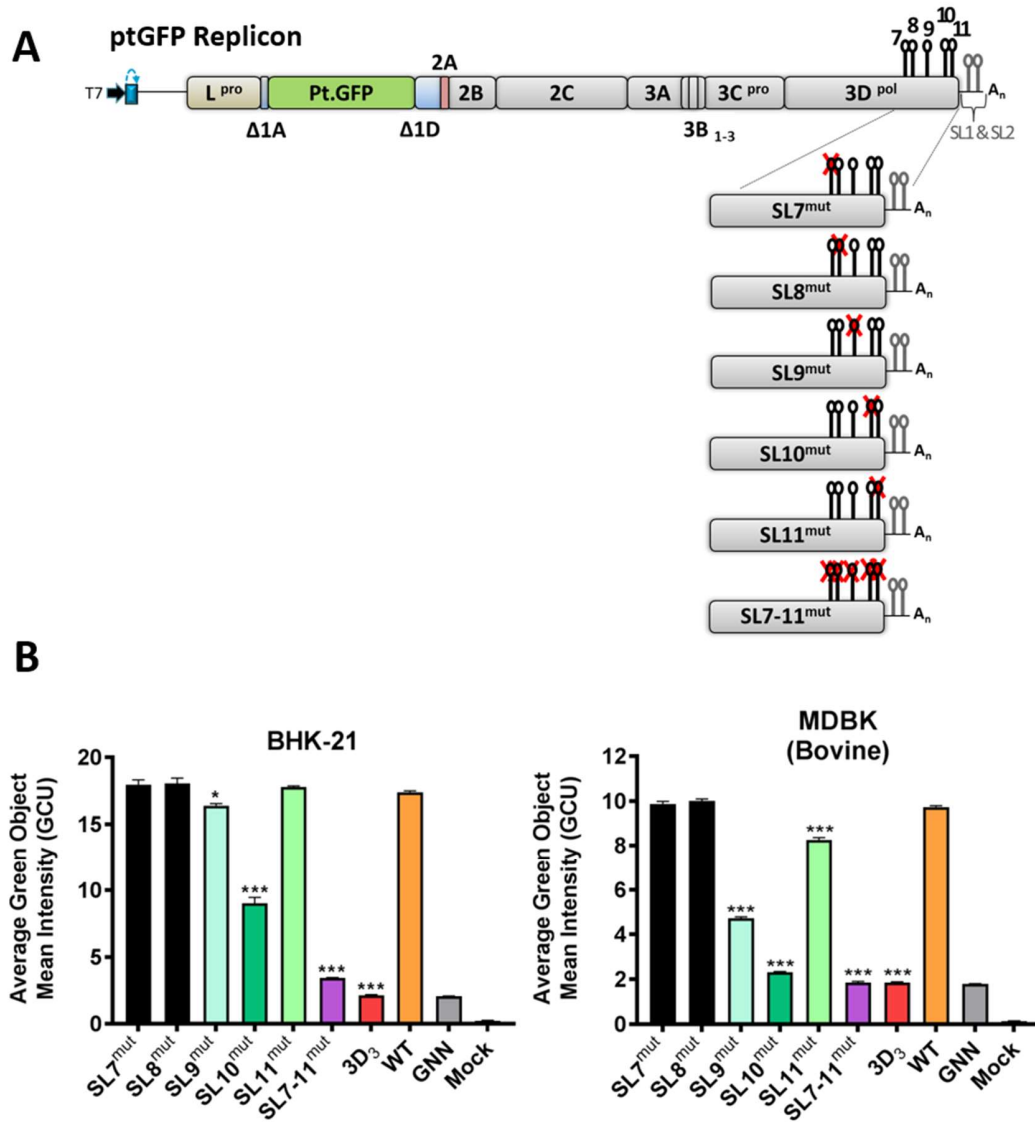 A
ptGFP Replicon
7 8 9 10 11
2A
T7 L pro Pt.GFP 2B 2C 3A 3C pro 3D pol An
Δ1A Δ1D 3B 1-3 SL1 & SL2
SL7mut An
SL8mut An
SL9mut An
SL10mut An
SL11mut An
SL7-11mut An
B
BHK-21
Average Green Object
Mean Intensity (GCU)
20
15
10
5
0
*
***
***
***
SL7mut SL8mut SL9mut SL10mut SL11mut SL7-11mut 3D3 WT GNN Mock
MDBK
(Bovine)
Average Green Object
Mean Intensity (GCU)
12
10
8
6
4
2
0
***
***
***
***
***
SL7mut SL8mut SL9mut SL10mut SL11mut SL7-11mut 3D3 WT GNN Mock